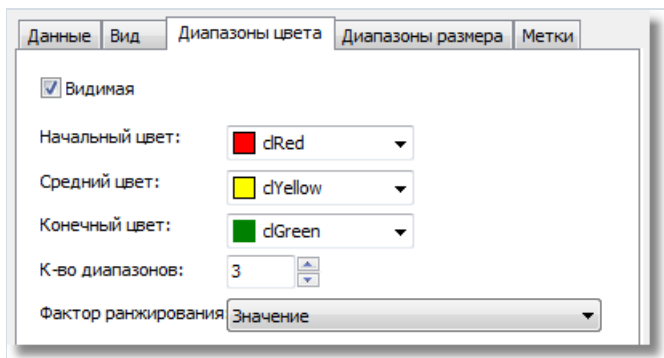 Данные Вид Диапазоны цвета Диапазоны размера Метки
Видимая
Начальный цвет: clRed
Средний цвет: clYellow
Конечный цвет: clGreen
К-во диапазонов: 3
Фактор ранжирования Значение